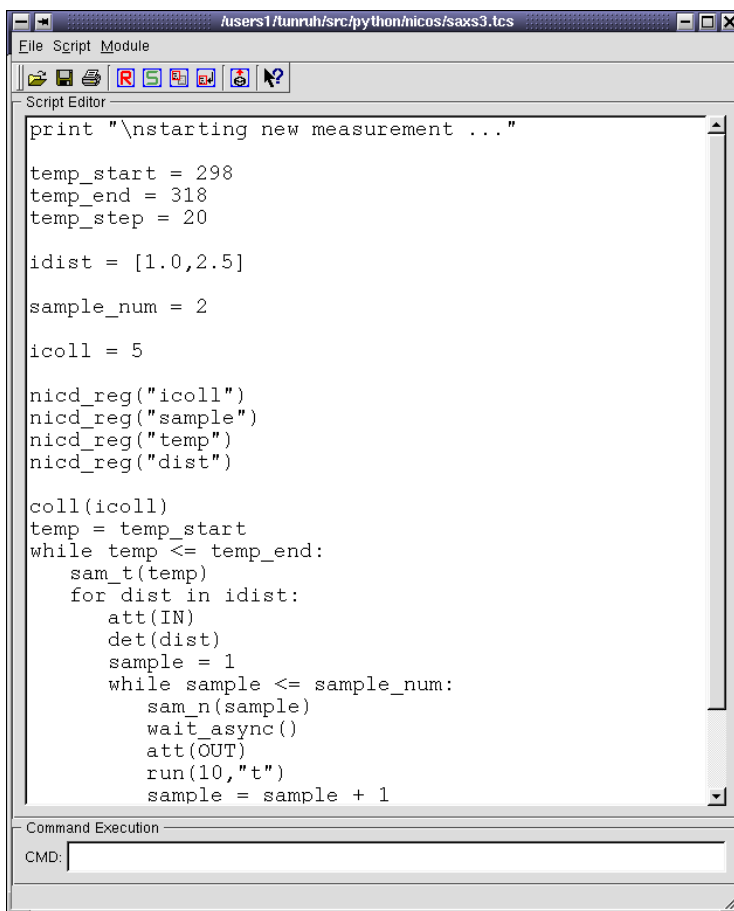 /users1/tunruh/src/python/nicos/saxs3.tcs
File Script Module
R S
Script Editor
print "\nstarting new measurement ..."
temp_start = 298
temp_end = 318
temp_step = 20
idist = [1.0,2.5]
sample_num = 2
icoll = 5
nicd_reg("icoll")
nicd_reg("sample")
nicd_reg("temp")
nicd_reg("dist")
coll(icoll)
temp = temp_start
while temp <= temp_end:
   sam_t(temp)
   for dist in idist:
      att(IN)
      det(dist)
      sample = 1
      while sample <= sample_num:
         sam_n(sample)
         wait_async()
         att(OUT)
         run(10,"t")
         sample = sample + 1
Command Execution
CMD: